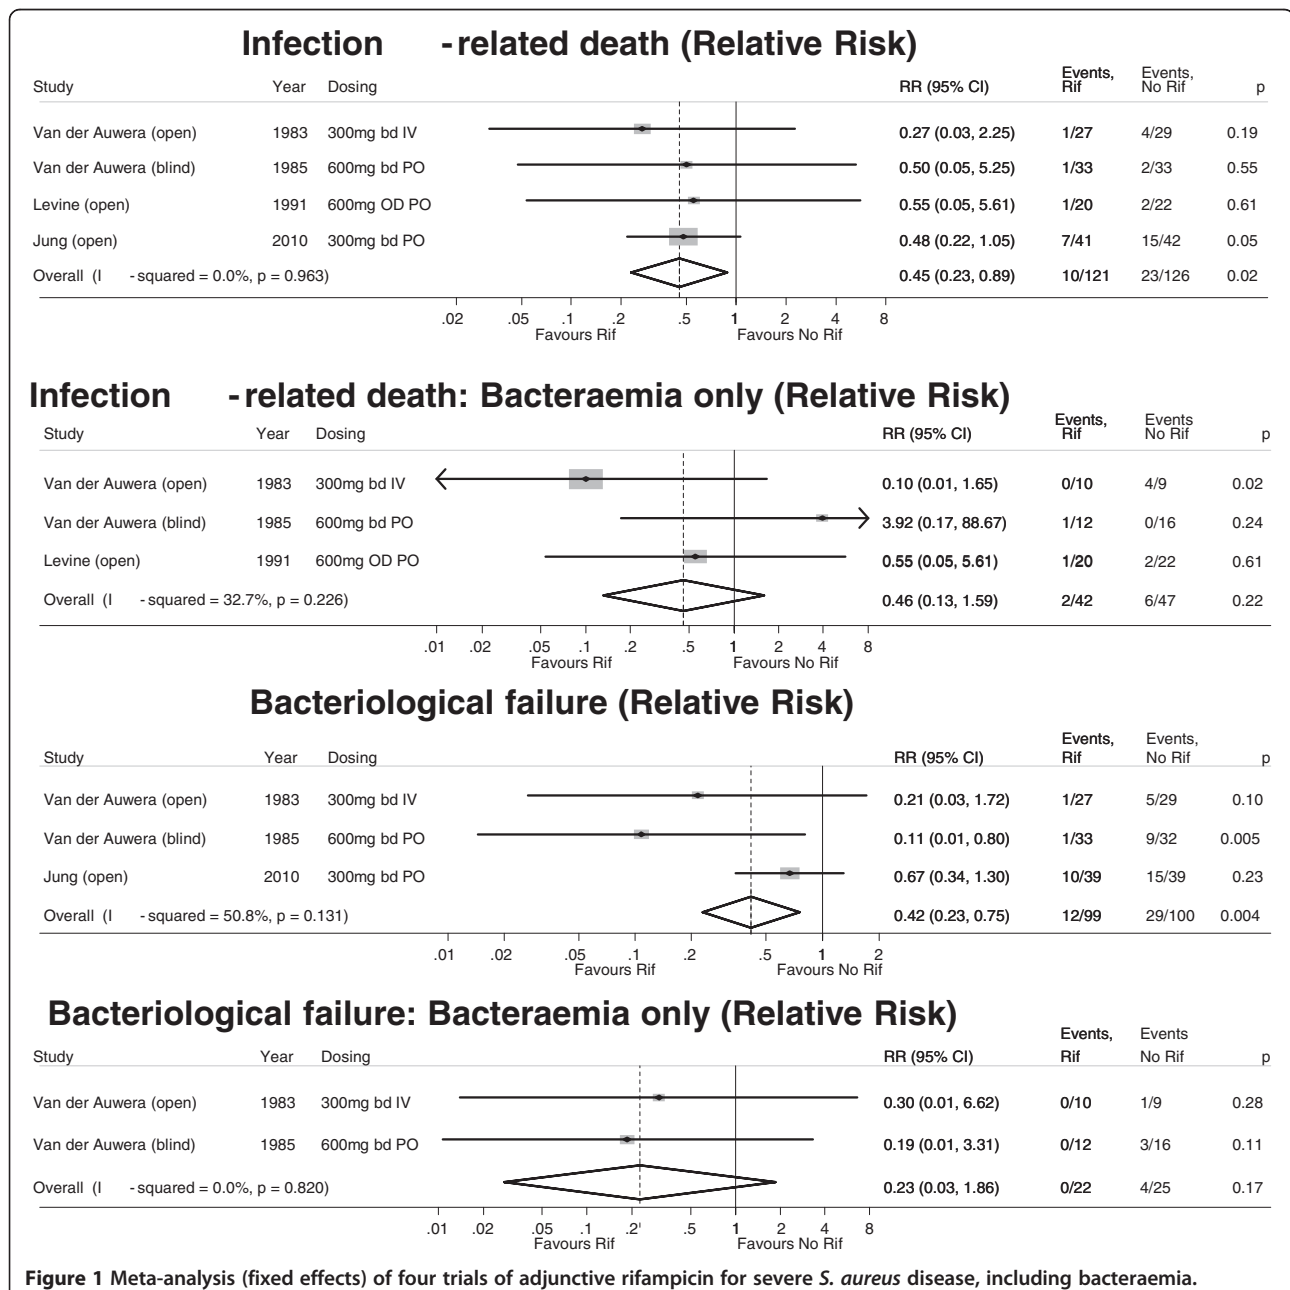 Infection -related death (Relative Risk)
Study Year Dosing RR (95% CI) Events, Rif Events, No Rif p
Van der Auwera (open) 1983 300mg bd IV 0.27 (0.03, 2.25) 1/27 4/29 0.19
Van der Auwera (blind) 1985 600mg bd PO 0.50 (0.05, 5.25) 1/33 2/33 0.55
Levine (open) 1991 600mg OD PO 0.55 (0.05, 5.61) 1/20 2/22 0.61
Jung (open) 2010 300mg bd PO 0.48 (0.22, 1.05) 7/41 15/42 0.05
Overall (I -squared = 0.0%, p = 0.963) 0.45 (0.23, 0.89) 10/121 23/126 0.02
.02 .05 .1 .2 .5 1 2 4 8
Favours Rif Favours No Rif
Infection -related death: Bacteraemia only (Relative Risk)
Study Year Dosing RR (95% CI) Events, Rif Events No Rif p
Van der Auwera (open) 1983 300mg bd IV 0.10 (0.01, 1.65) 0/10 4/9 0.02
Van der Auwera (blind) 1985 600mg bd PO 3.92 (0.17, 88.67) 1/12 0/16 0.24
Levine (open) 1991 600mg OD PO 0.55 (0.05, 5.61) 1/20 2/22 0.61
Overall (I -squared = 32.7%, p = 0.226) 0.46 (0.13, 1.59) 2/42 6/47 0.22
.01 .02 .05 .1 .2 .5 1 2 4 8
Favours Rif Favours No Rif
Bacteriological failure (Relative Risk)
Study Year Dosing RR (95% CI) Events, Rif Events, No Rif p
Van der Auwera (open) 1983 300mg bd IV 0.21 (0.03, 1.72) 1/27 5/29 0.10
Van der Auwera (blind) 1985 600mg bd PO 0.11 (0.01, 0.80) 1/33 9/32 0.005
Jung (open) 2010 300mg bd PO 0.67 (0.34, 1.30) 10/39 15/39 0.23
Overall (I -squared = 50.8%, p = 0.131) 0.42 (0.23, 0.75) 12/99 29/100 0.004
.01 .02 .05 .1 .2 .5 1 2
Favours Rif Favours No Rif
Bacteriological failure: Bacteraemia only (Relative Risk)
Study Year Dosing RR (95% CI) Events, Rif Events No Rif p
Van der Auwera (open) 1983 300mg bd IV 0.30 (0.01, 6.62) 0/10 1/9 0.28
Van der Auwera (blind) 1985 600mg bd PO 0.19 (0.01, 3.31) 0/12 3/16 0.11
Overall (I -squared = 0.0%, p = 0.820) 0.23 (0.03, 1.86) 0/22 4/25 0.17
.01 .02 .05 .1 .2 .5 1 2 4 8
Favours Rif Favours No Rif
Figure 1 Meta-analysis (fixed effects) of four trials of adjunctive rifampicin for severe S. aureus disease, including bacteraemia.